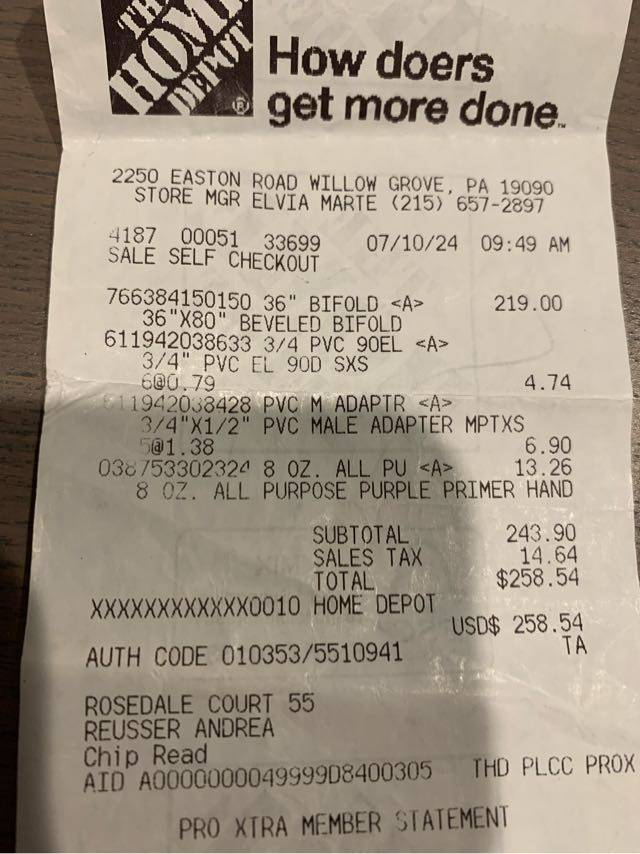 THE
HOME
DEPOT
®
How doers
get more done™
2250 EASTON ROAD WILLOW GROVE, PA 19090
STORE MGR ELVIA MARTE (215) 657-2897
4187 00051 33699 07/10/24 09:49 AM
SALE SELF CHECKOUT
766384150150 36" BIFOLD <A> 219.00
36"X80" BEVELED BIFOLD
611942038633 3/4 PVC 90EL <A>
3/4" PVC EL 90D SXS
6@0.79 4.74
611942038428 PVC M ADAPTR <A>
3/4"X1/2" PVC MALE ADAPTER MPTXS
5@1.38 6.90
038753302324 8 OZ. ALL PU <A> 13.26
8 OZ. ALL PURPOSE PURPLE PRIMER HAND
SUBTOTAL 243.90
SALES TAX 14.64
TOTAL $258.54
XXXXXXXXXXXX0010 HOME DEPOT
USD$ 258.54
AUTH CODE 010353/5510941 TA
ROSEDALE COURT 55
REUSSER ANDREA
Chip Read
AID A0000000049999D8400305 THD PLCC PROX
PRO XTRA MEMBER STATEMENT